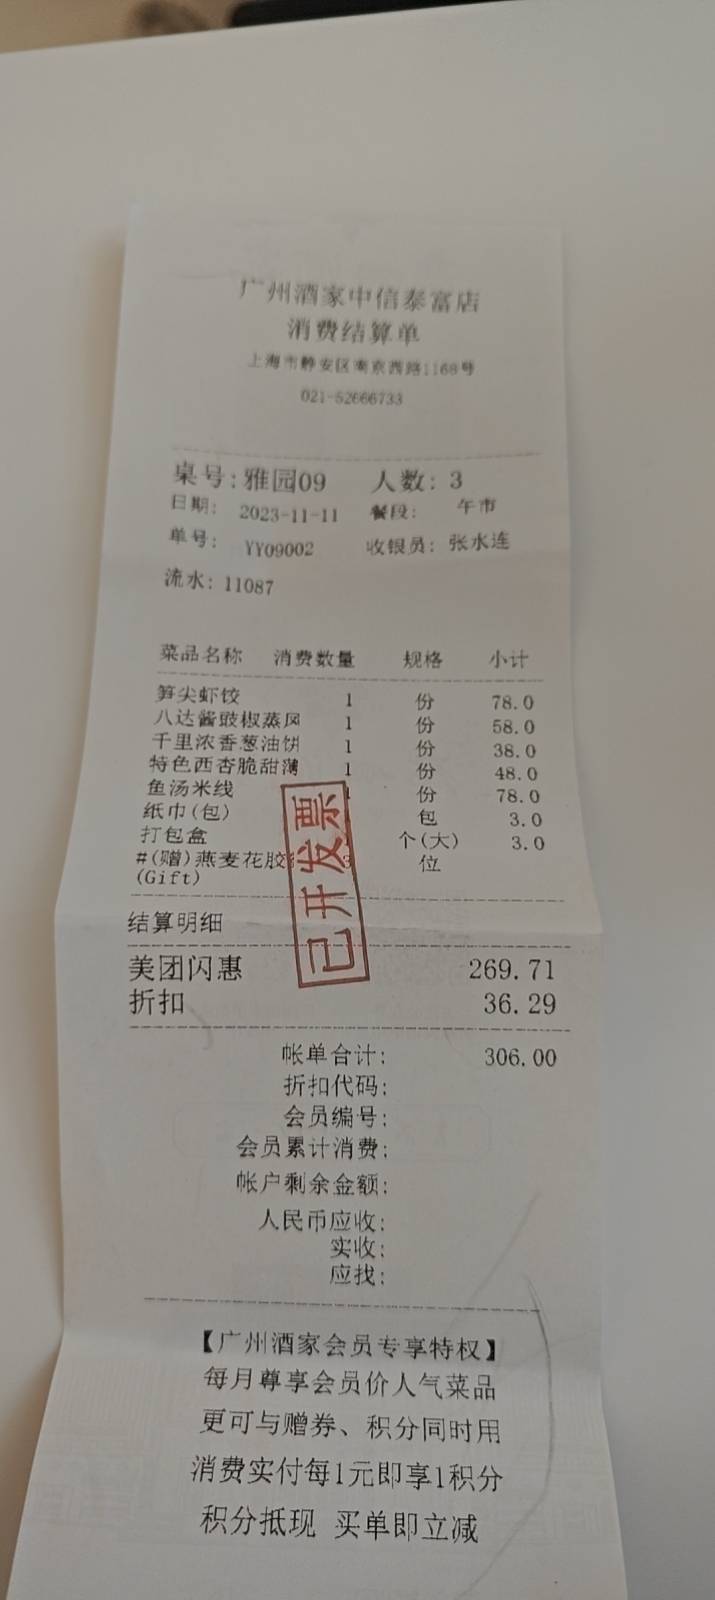 广州酒家中信泰富店
消费结算单
上海市静安区南京西路1168号
021-52666733
桌号:雅园09 人数: 3
日期: 2023-11-11 餐段: 午市
单号: YY09002 收银员: 张水连
流水: 11087
菜品名称 消费数量 规格 小计
笋尖虾饺 1 份 78.0
八达酱豉椒蒸凤 1 份 58.0
千里浓香葱油饼 1 份 38.0
特色西杏脆甜薄 1 份 48.0
鱼汤米线 1 份 78.0
纸巾(包) 包 3.0
打包盒 个(大) 3.0
#(赠)燕麦花胶 3 位
(Gift)
已开发票
结算明细
美团闪惠 269.71
折扣 36.29
帐单合计: 306.00
折扣代码:
会员编号:
会员累计消费:
帐户剩余金额:
人民币应收:
实收:
应找:
【广州酒家会员专享特权】
每月尊享会员价人气菜品
更可与赠券、积分同时用
消费实付每1元即享1积分
积分抵现 买单即立减